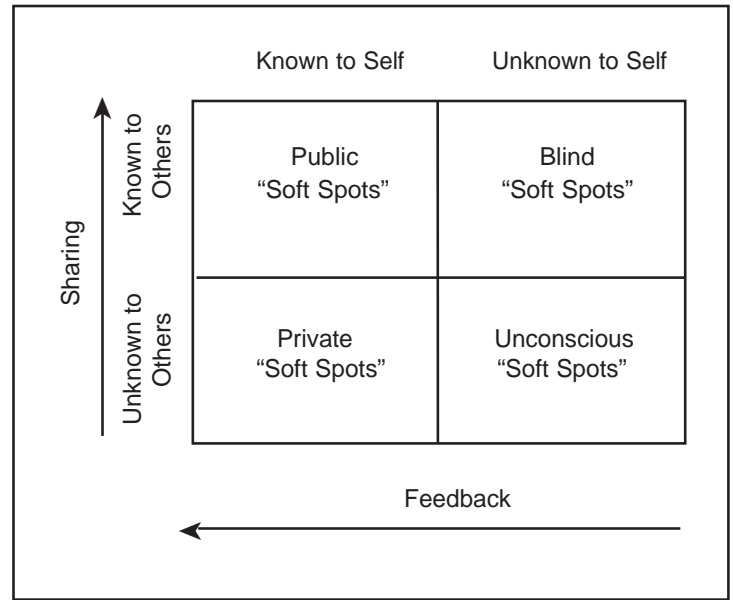 Known to Self
Unknown to Self
Sharing
Known to
Others
Public
“Soft Spots”
Blind
“Soft Spots”
Unknown to
Others
Private
“Soft Spots”
Unconscious
“Soft Spots”
Feedback